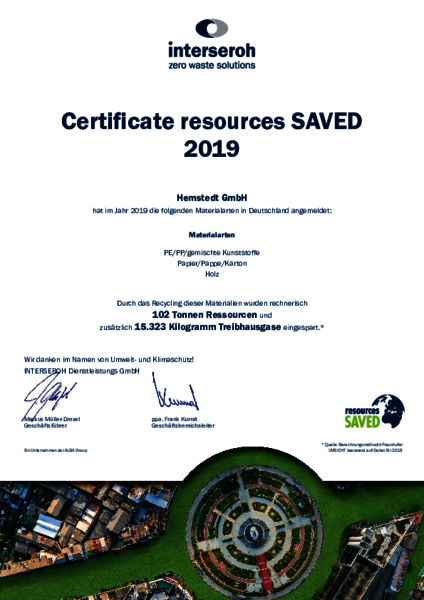 interseroh
zero waste solutions
Certificate resources SAVED
2019
Hemstedt GmbH
hat im Jahr 2019 die folgenden Materialarten in Deutschland angemeldet:
Materialarten
PE/PP/gemischte Kunststoffe
Papier/Pappe/Karton
Holz
Durch das Recycling dieser Materialien wurden rechnerisch
102 Tonnen Ressourcen und
zusätzlich 15.323 Kilogramm Treibhausgase eingespart.*
Wir danken im Namen von Umwelt- und Klimaschutz!
INTERSEROH Dienstleistungs GmbH
Markus Müller-Drexel
Geschäftsführer
ppa. Frank Kurrat
Geschäftsbereichsleiter
resources
SAVED
Ein Unternehmen der ALBA Group
* Quelle: Berechnungsmethodik Fraunhofer
UMSICHT basierend auf Daten für 2018